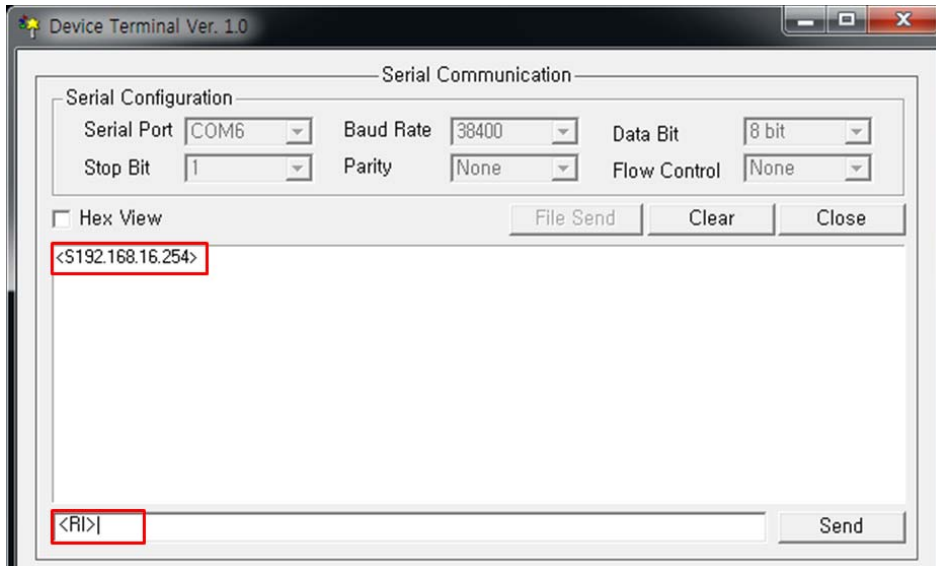 Device Terminal Ver. 1.0
Serial Communication
Serial Configuration
Serial Port COM6 Baud Rate 38400 Data Bit 8 bit
Stop Bit 1 Parity None Flow Control None
Hex View File Send Clear Close
<S192.168.16.254>
<RI>
Send